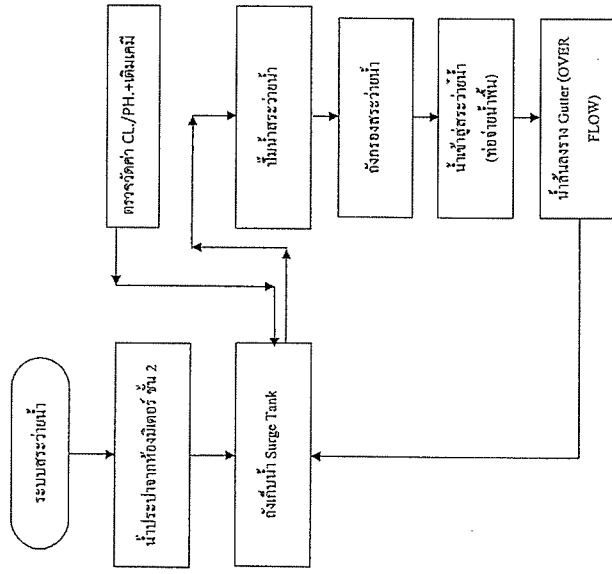 ระบบสระว่ายน้ำ
น้ำประปาจากห้องมิเตอร์ ชั้น 2
ถังเก็บน้ำ Surge Tank
ตรวจวัดค่า CL./PH.+เติมเคมี
ปั๊มน้ำสระว่ายน้ำ
ถังกรองสระว่ายน้ำ
น้ำเข้าสู่สระว่ายน้ำ
(ท่อจ่ายน้ำพื้น)
น้ำล้นลงราง Gutter (OVER
FLOW)